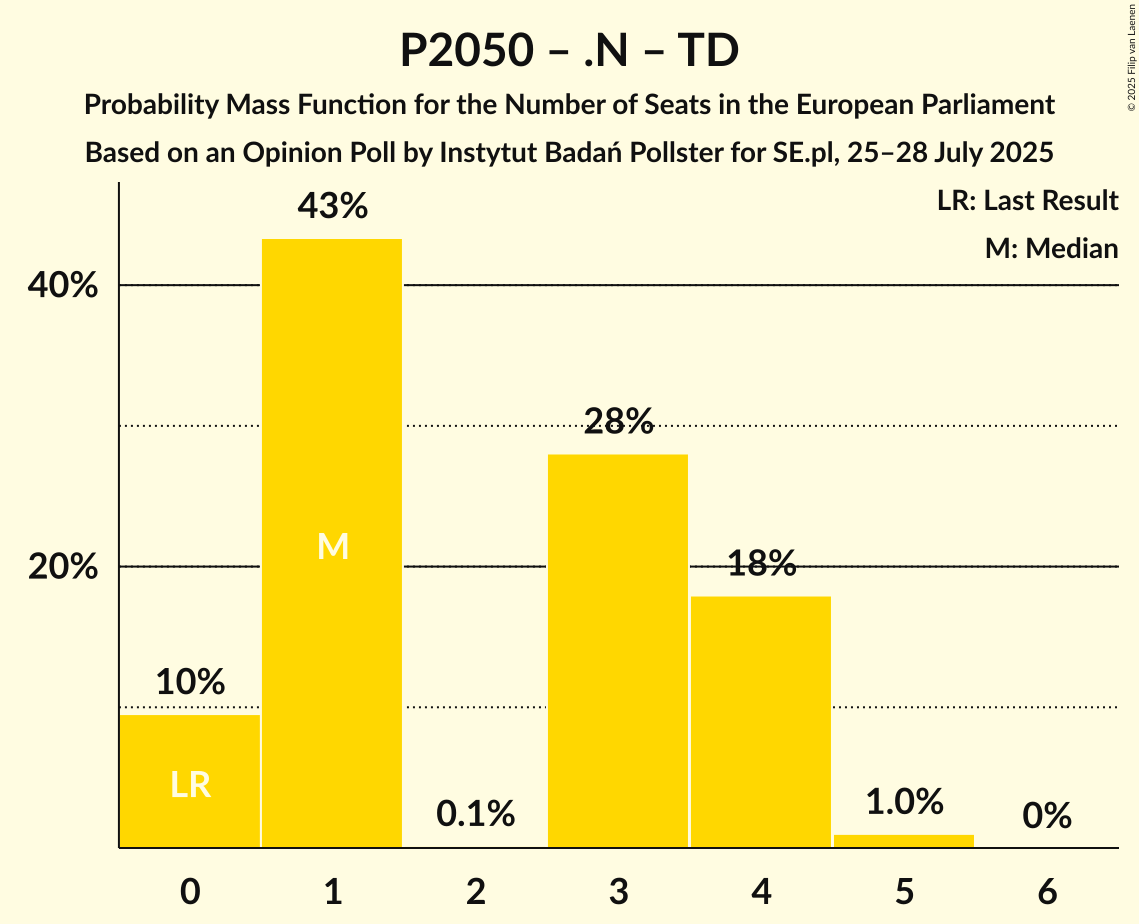 P2050 – .N – TD
Probability Mass Function for the Number of Seats in the European Parliament
Based on an Opinion Poll by Instytut Badań Pollster for SE.pl, 25–28 July 2025
© 2025 Filip van Laenen
LR: Last Result
M: Median
40%
20%
10%
43%
0.1%
28%
18%
1.0%
0%
LR
M
0 1 2 3 4 5 6